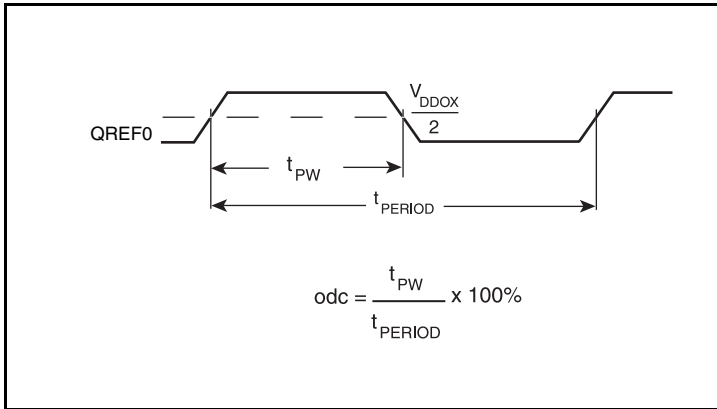 V
DDOX
2
QREF0
t PW
t PERIOD
odc = t PW / t PERIOD x 100%